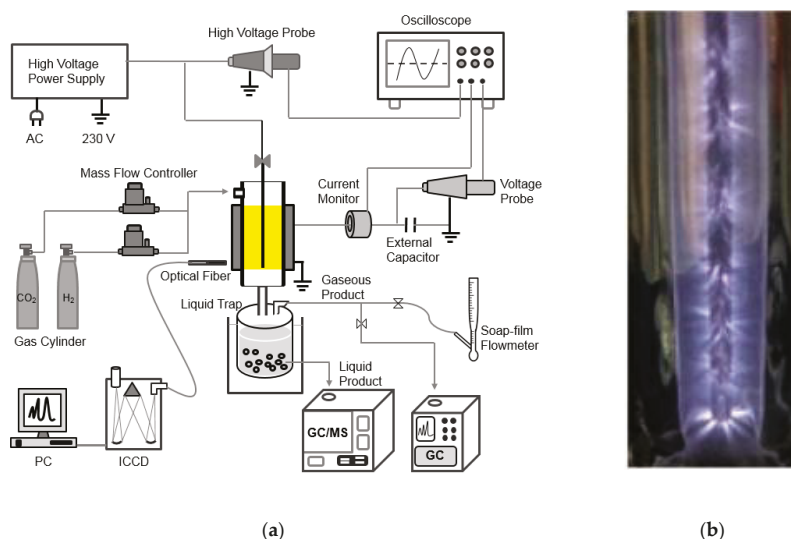 Oscilloscope
High Voltage Probe
High Voltage
Power Supply
AC
230 V
Mass Flow Controller
Current
Monitor
Voltage
Probe
External
Capacitor
Optical Fiber
Gaseous
Product
CO2
H2
Liquid Trap
Gas Cylinder
Soap-film
Flowmeter
Liquid
Product
GC/MS
GC
PC
ICCD
(a)
(b)